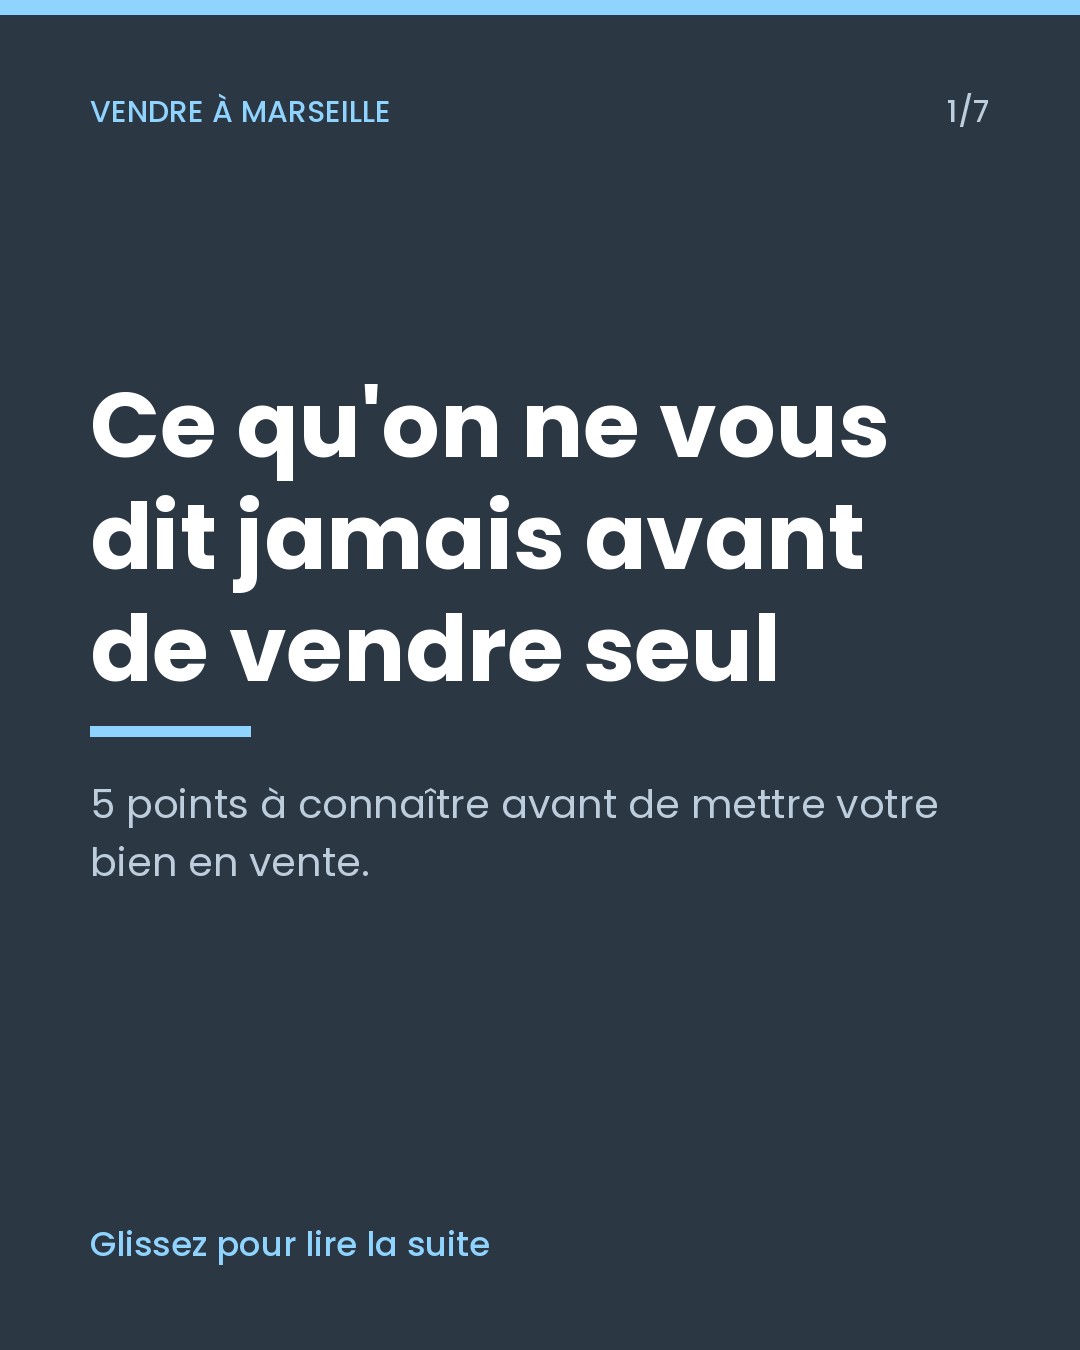 VENDRE À MARSEILLE
1/7
Ce qu'on ne vous
dit jamais avant
de vendre seul
5 points à connaître avant de mettre votre
bien en vente.
Glissez pour lire la suite